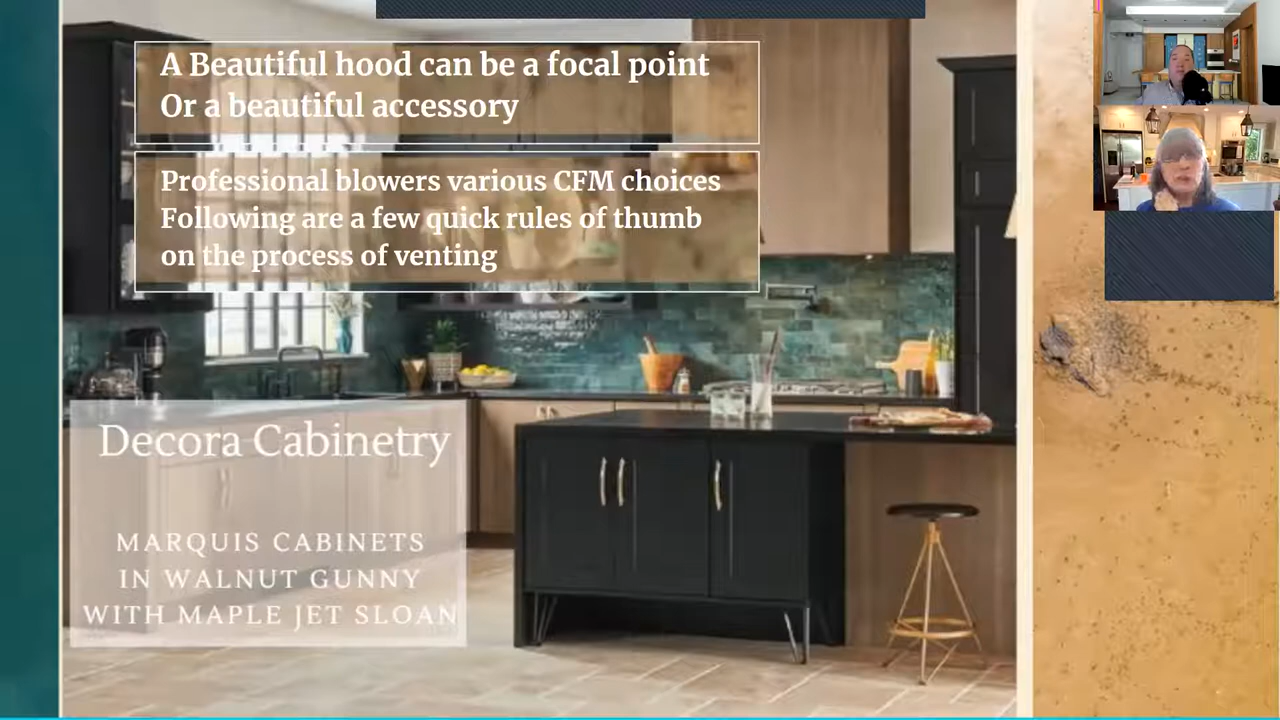 A Beautiful hood can be a focal point
Or a beautiful accessory
Professional blowers various CFM choices
Following are a few quick rules of thumb
on the process of venting
Decora Cabinetry
MARQUIS CABINETS
IN WALNUT GUNNY
WITH MAPLE JET SLOAN